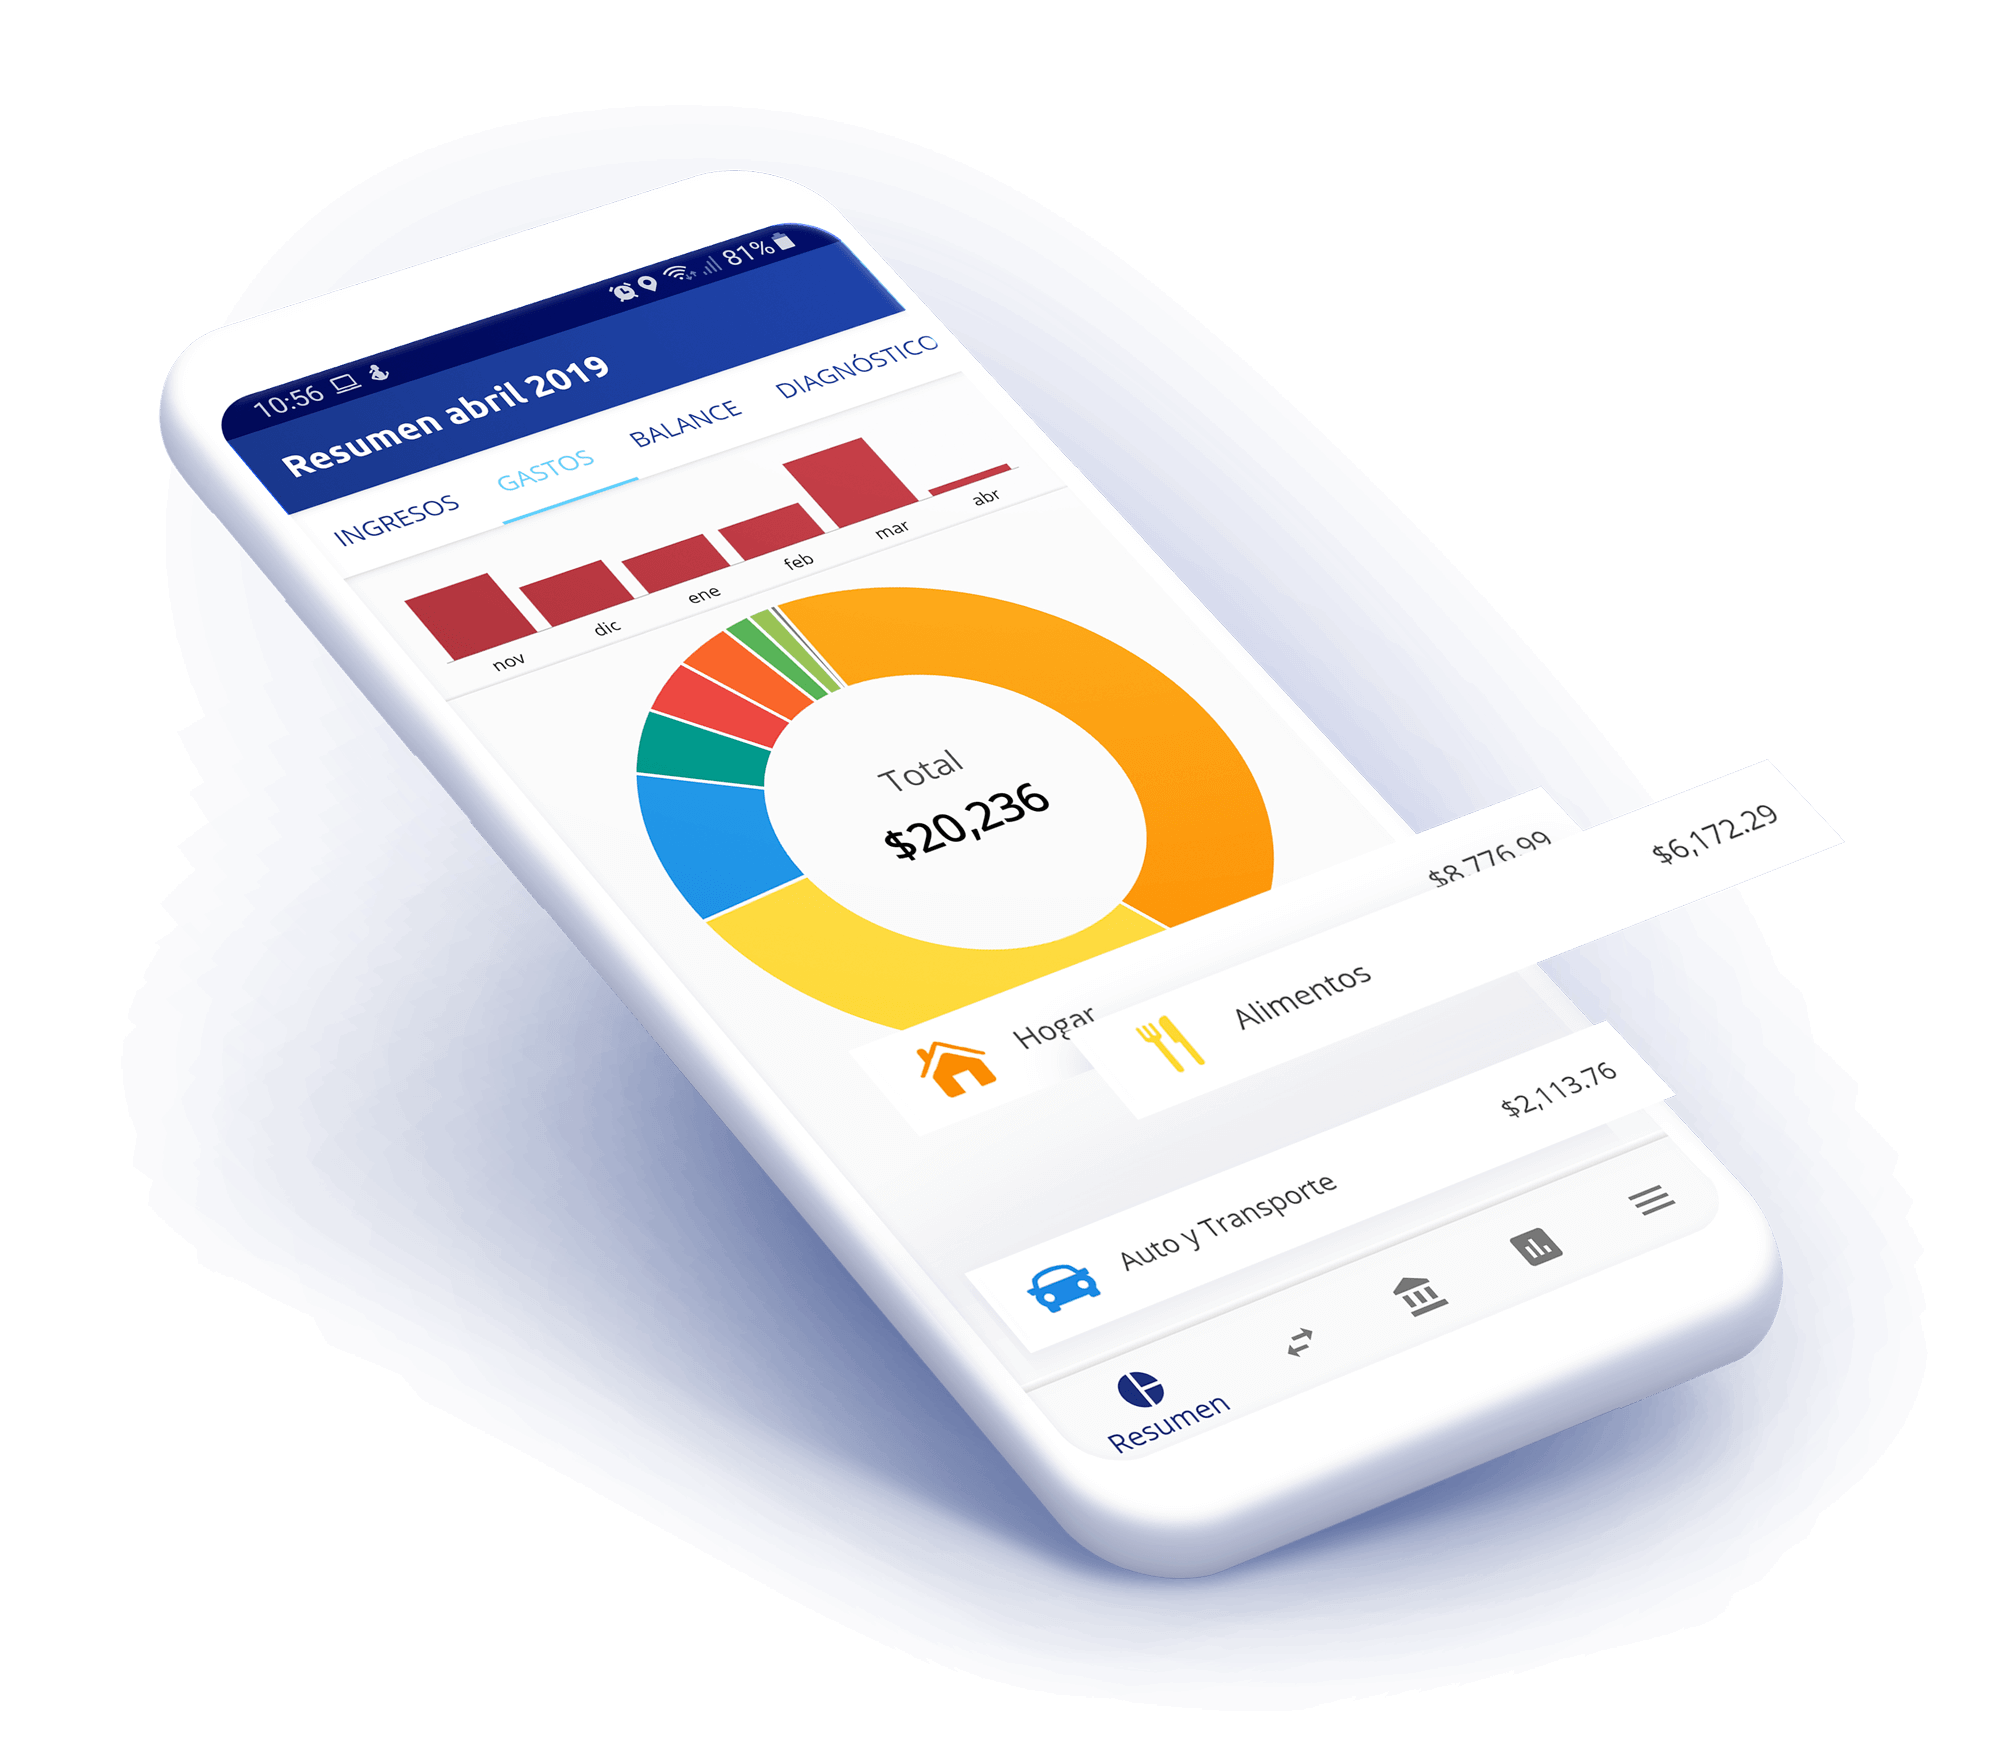 10:56 81%
Resumen abril 2019
INGRESOS GASTOS BALANCE DIAGNÓSTICO
nov dic ene feb mar abr
Total
$20,236
Hogar $8,776.99
Alimentos $6,172.29
Auto y Transporte $2,113.76
Resumen